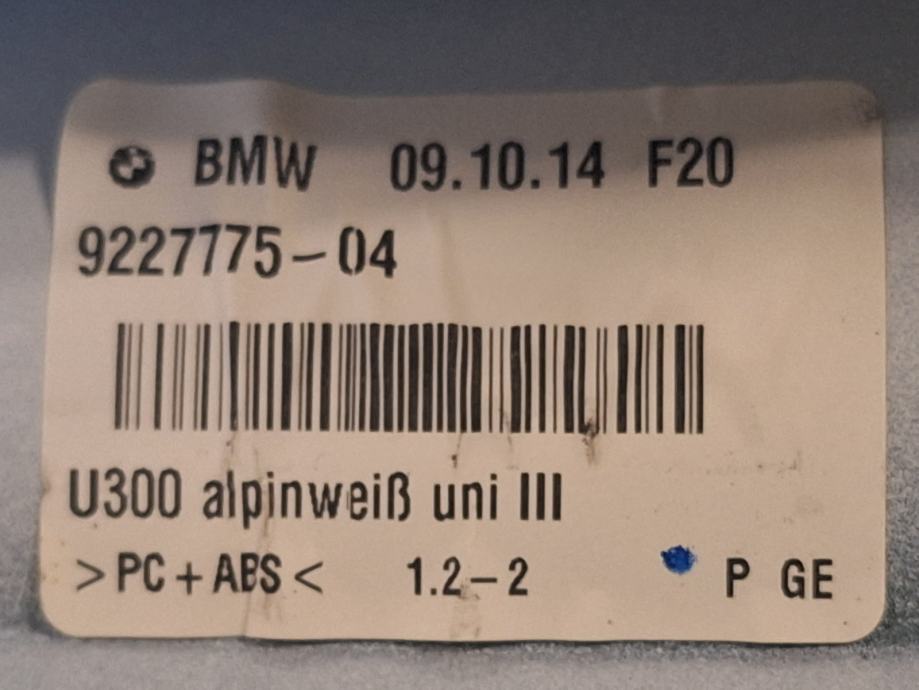 BMW 09.10.14 F20
9227775-04
U300 alpinweiß uni III
>PC+ABS< 1.2-2 P GE